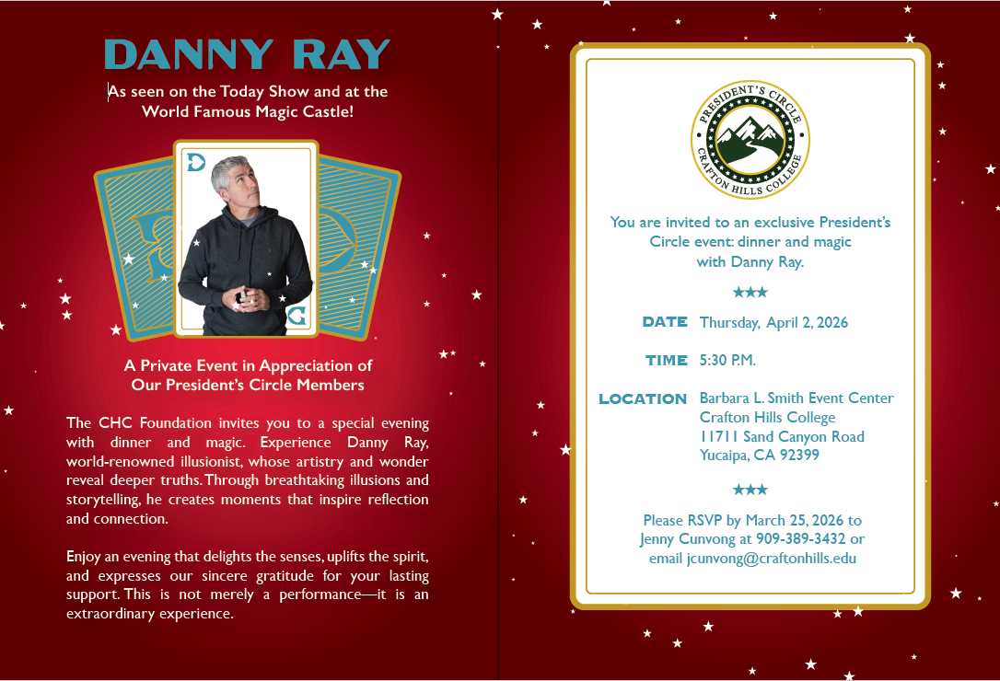 DANNY RAY
As seen on the Today Show and at the
World Famous Magic Castle!
D
D
D
A Private Event in Appreciation of
Our President's Circle Members
The CHC Foundation invites you to a special evening
with dinner and magic. Experience Danny Ray,
world-renowned illusionist, whose artistry and wonder
reveal deeper truths. Through breathtaking illusions and
storytelling, he creates moments that inspire reflection
and connection.
Enjoy an evening that delights the senses, uplifts the spirit,
and expresses our sincere gratitude for your lasting
support. This is not merely a performance—it is an
extraordinary experience.
PRESIDENT'S CIRCLE
CRAFTON HILLS COLLEGE
You are invited to an exclusive President's
Circle event: dinner and magic
with Danny Ray.
DATE Thursday, April 2, 2026
TIME 5:30 P.M.
LOCATION Barbara L. Smith Event Center
Crafton Hills College
11711 Sand Canyon Road
Yucaipa, CA 92399
Please RSVP by March 25, 2026 to
Jenny Cunvong at 909-389-3432 or
email jcunvong@craftonhills.edu